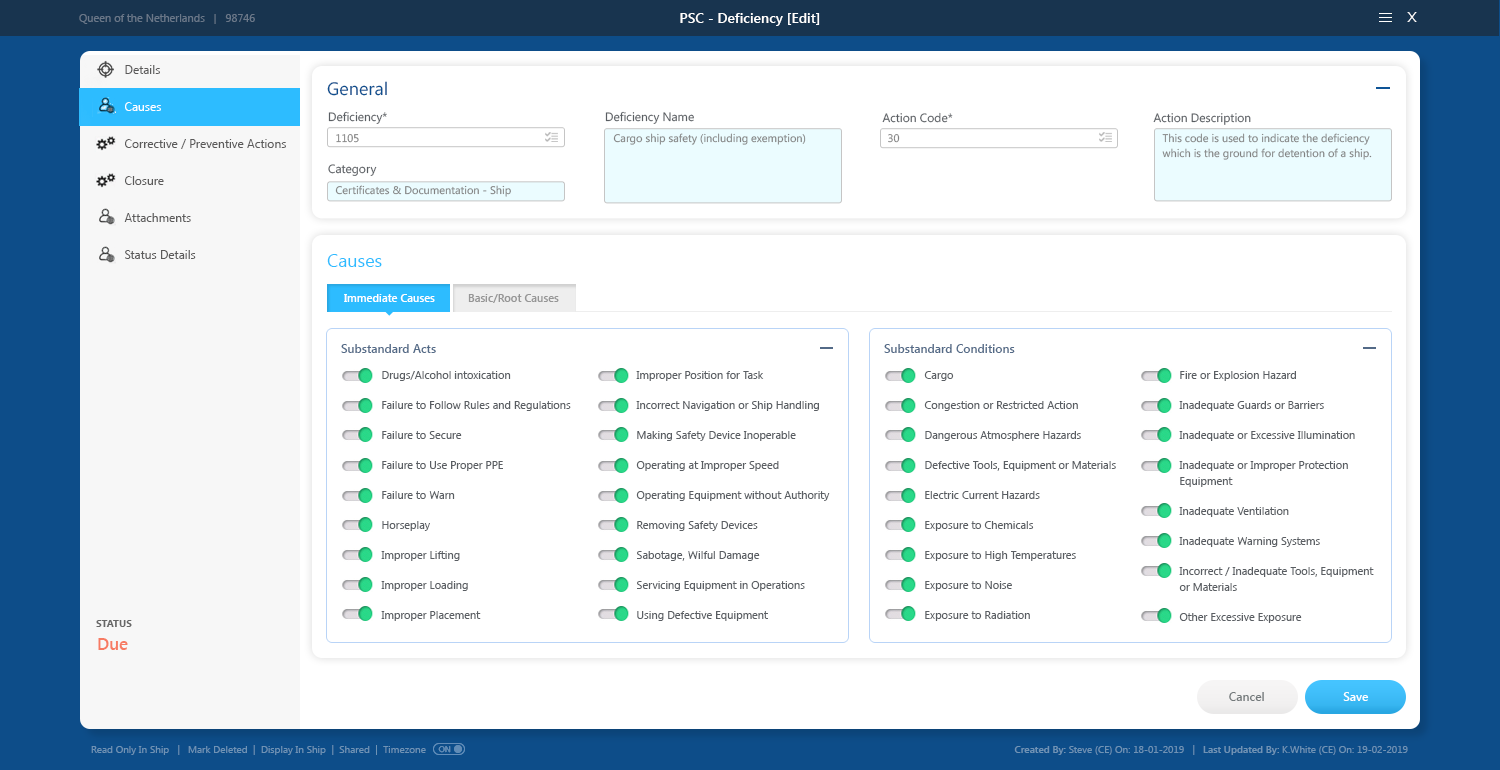 Queen of the Netherlands | 98746
PSC - Deficiency [Edit]
X
Details
Causes
Corrective / Preventive Actions
Closure
Attachments
Status Details
STATUS
Due
General
Deficiency*
1105
Category
Certificates & Documentation - Ship
Deficiency Name
Cargo ship safety (including exemption)
Action Code*
30
Action Description
This code is used to indicate the deficiency
which is the ground for detention of a ship.
Causes
Immediate Causes
Basic/Root Causes
Substandard Acts
Drugs/Alcohol intoxication
Failure to Follow Rules and Regulations
Failure to Secure
Failure to Use Proper PPE
Failure to Warn
Horseplay
Improper Lifting
Improper Loading
Improper Placement
Improper Position for Task
Incorrect Navigation or Ship Handling
Making Safety Device Inoperable
Operating at Improper Speed
Operating Equipment without Authority
Removing Safety Devices
Sabotage, Wilful Damage
Servicing Equipment in Operations
Using Defective Equipment
Substandard Conditions
Cargo
Congestion or Restricted Action
Dangerous Atmosphere Hazards
Defective Tools, Equipment or Materials
Electric Current Hazards
Exposure to Chemicals
Exposure to High Temperatures
Exposure to Noise
Exposure to Radiation
Fire or Explosion Hazard
Inadequate Guards or Barriers
Inadequate or Excessive Illumination
Inadequate or Improper Protection
Equipment
Inadequate Ventilation
Inadequate Warning Systems
Incorrect / Inadequate Tools, Equipment
or Materials
Other Excessive Exposure
Cancel
Save
Read Only In Ship | Mark Deleted | Display In Ship | Shared | Timezone ON
Created By: Steve (CE) On: 18-01-2019 | Last Updated By: K.White (CE) On: 19-02-2019